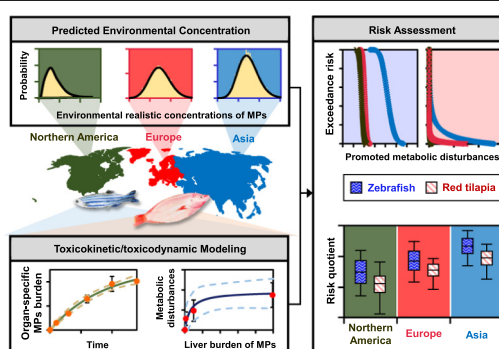 Predicted Environmental Concentration
Probability
Environmental realistic concentrations of MPs
Northern America
Europe
Asia
Toxicokinetic/toxicodynamic Modeling
Organ-specific
MPs burden
Time
Metabolic
disturbances
Liver burden of MPs
Risk Assessment
Exceedance risk
Promoted metabolic disturbances
Zebrafish
Red tilapia
Risk quotient
Northern
America
Europe
Asia